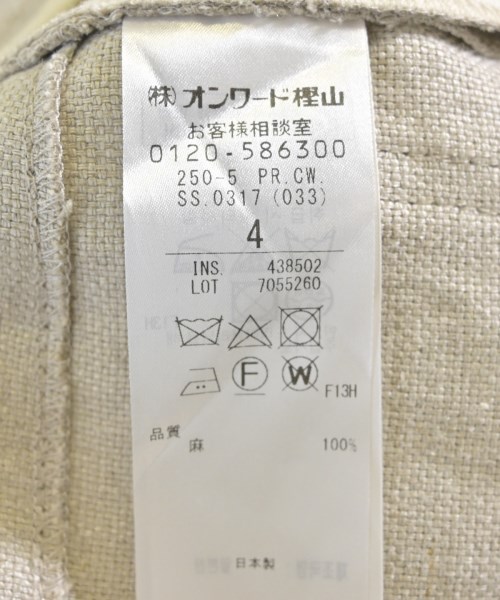 (株)オンワード樫山
お客様相談室
0120-586300
250-5 PR.CW.
SS.0317 (033)
4
INS. 438502
LOT 7055260
F W F13H
品質
麻 100%
日本製